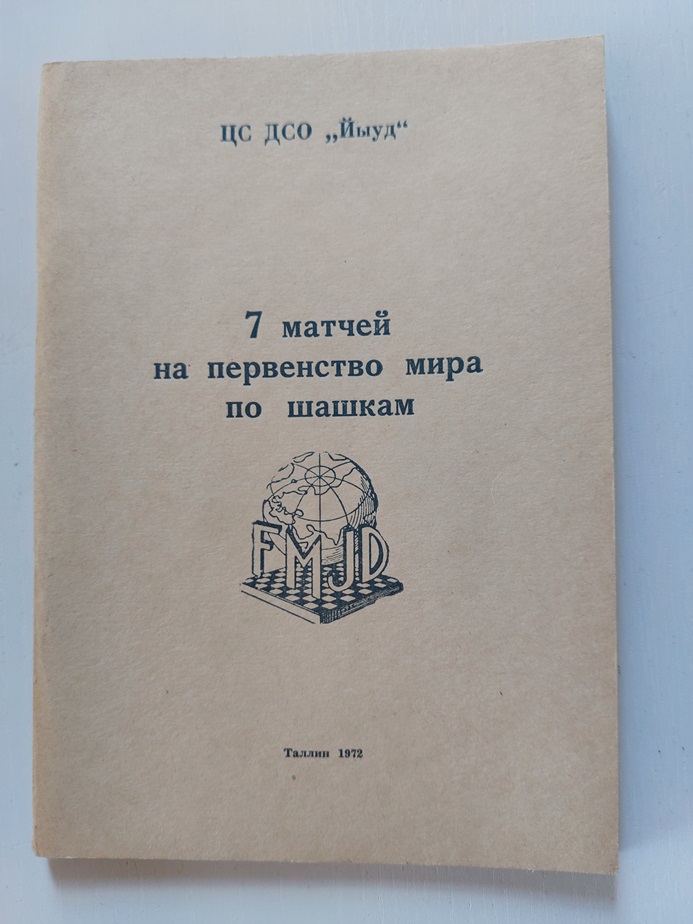 ЦС ДСО „Йыуд“
7 матчей
на первенство мира
по шашкам
FMJD
Таллин 1972